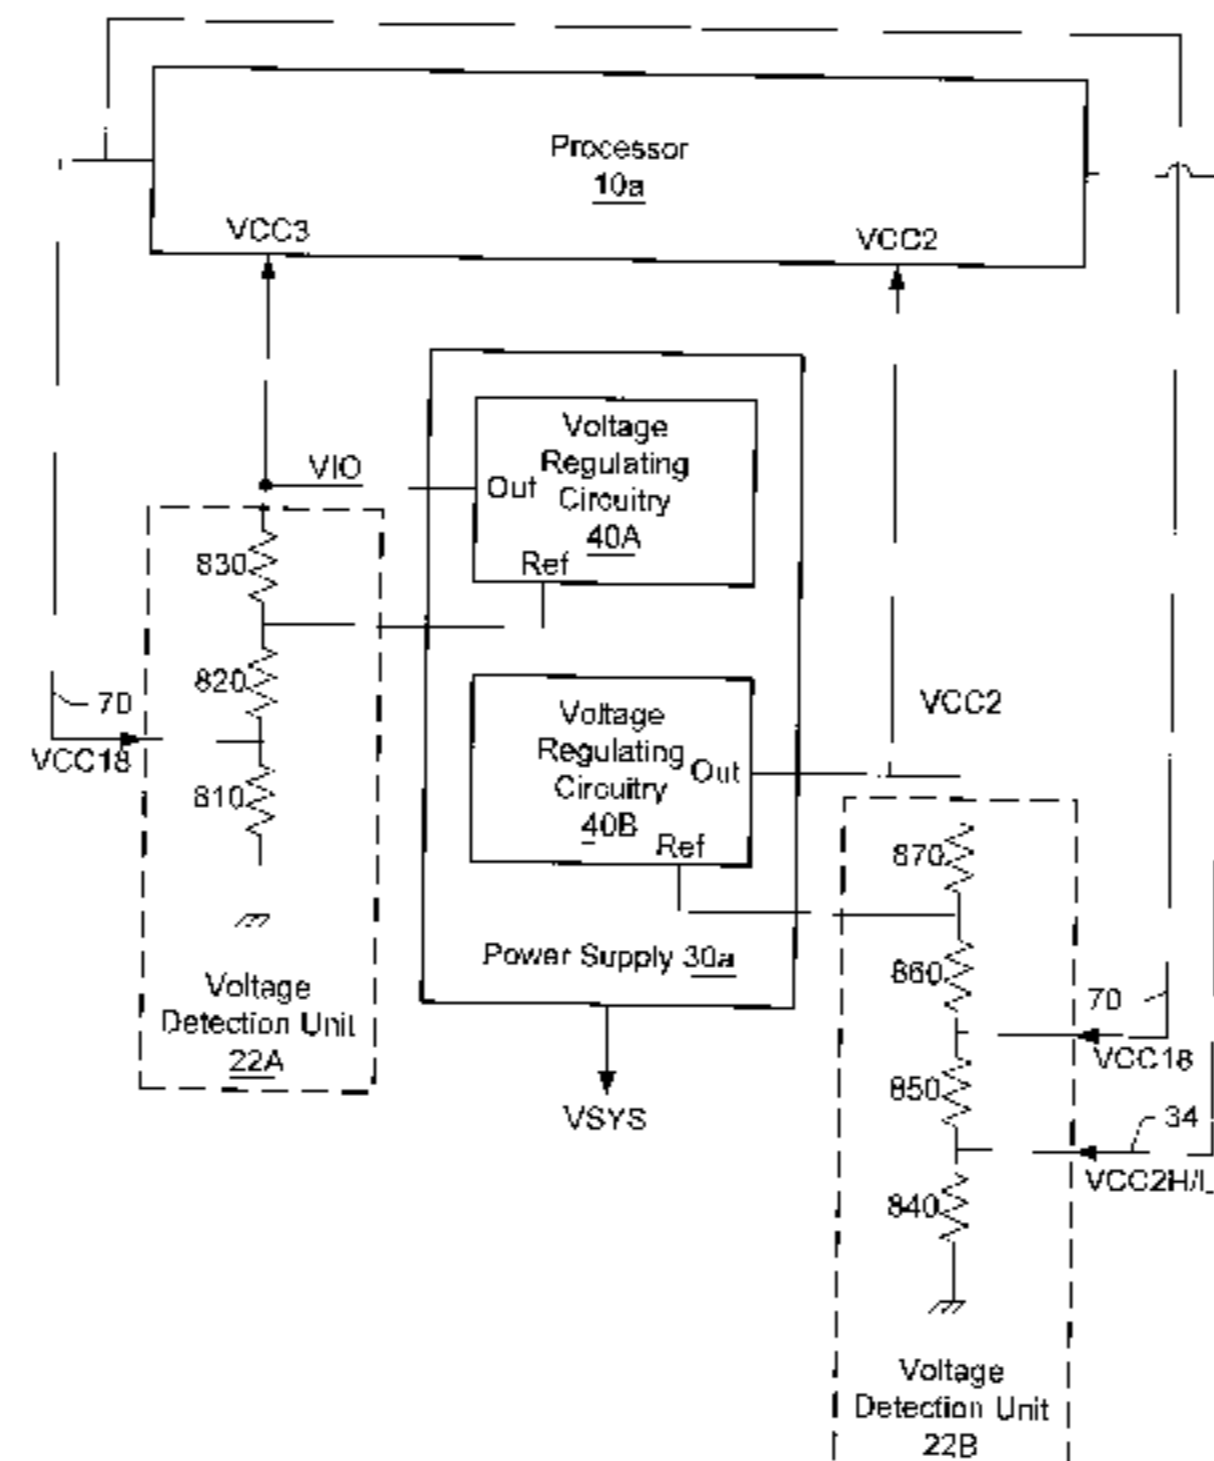 Processor
10a
VCC3
VCC2
Voltage
Regulating
Circuitry
40A
Out
Ref
VIO
830
820
70
VCC18
810
Voltage
Regulating
Circuitry
40B
Out
Ref
VCC2
870
860
70
VCC18
850
34
VCC2H/L
840
Power Supply 30a
VSYS
Voltage
Detection Unit
22A
Voltage
Detection Unit
22B